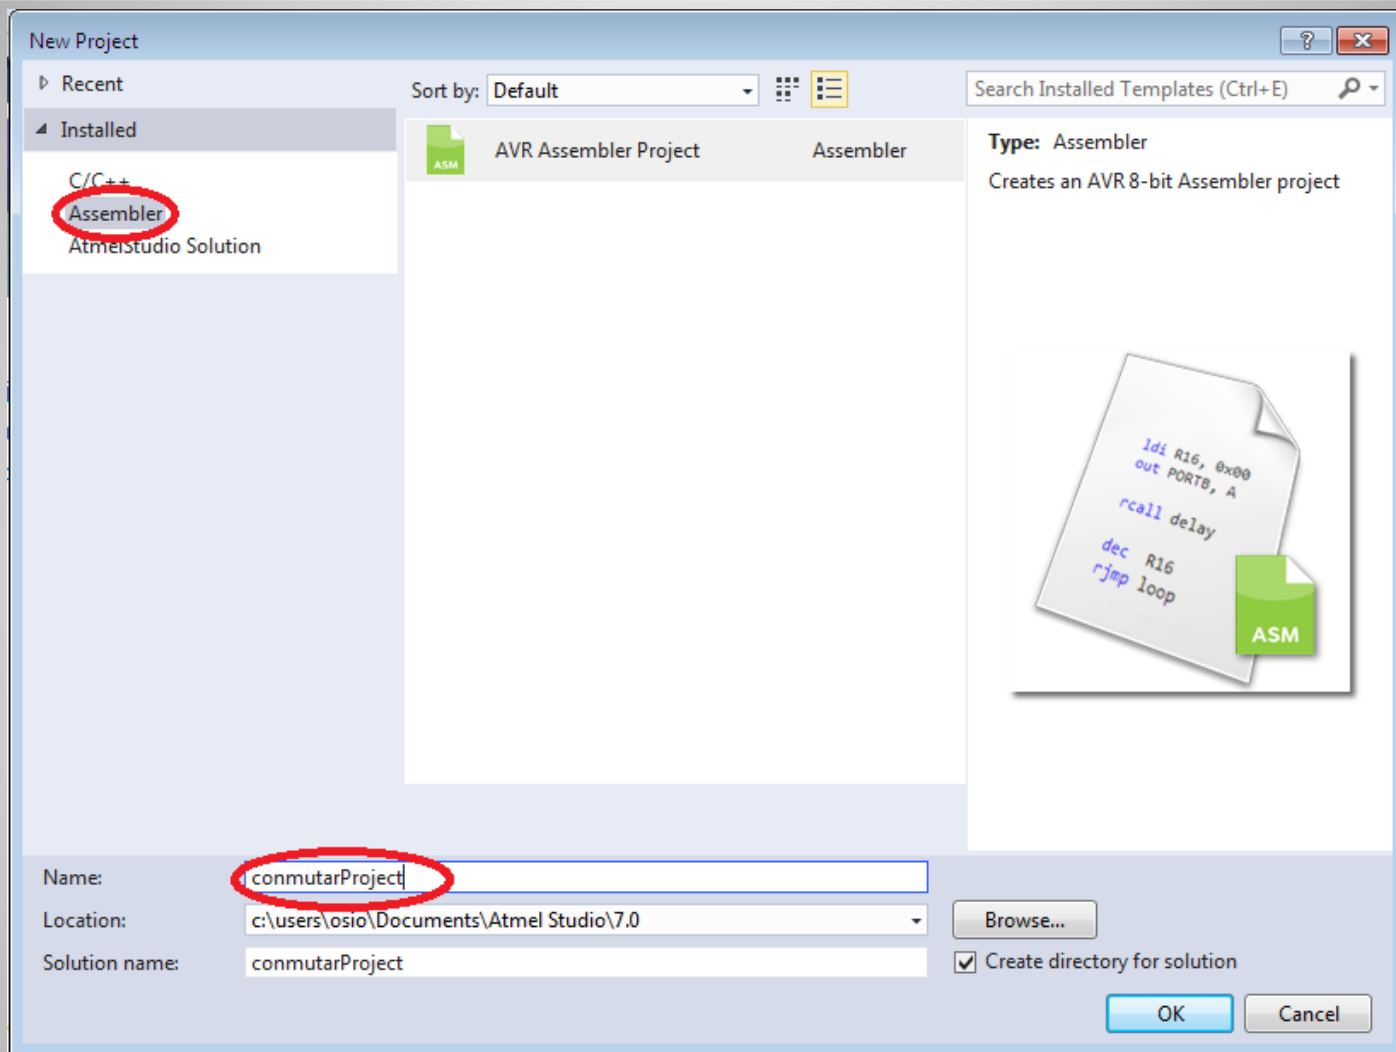 New Project
?
Recent
Installed
C/C++
Assembler
AtmelStudio Solution
Sort by: Default
Search Installed Templates (Ctrl+E)
ASM
AVR Assembler Project Assembler
Type: Assembler
Creates an AVR 8-bit Assembler project
ldi R16, 0x00
out PORTB, A
rcall delay
dec R16
rjmp loop
ASM
Name: conmutarProject
Location: c:\users\osio\Documents\Atmel Studio\7.0
Browse...
Solution name: conmutarProject
Create directory for solution
OK
Cancel